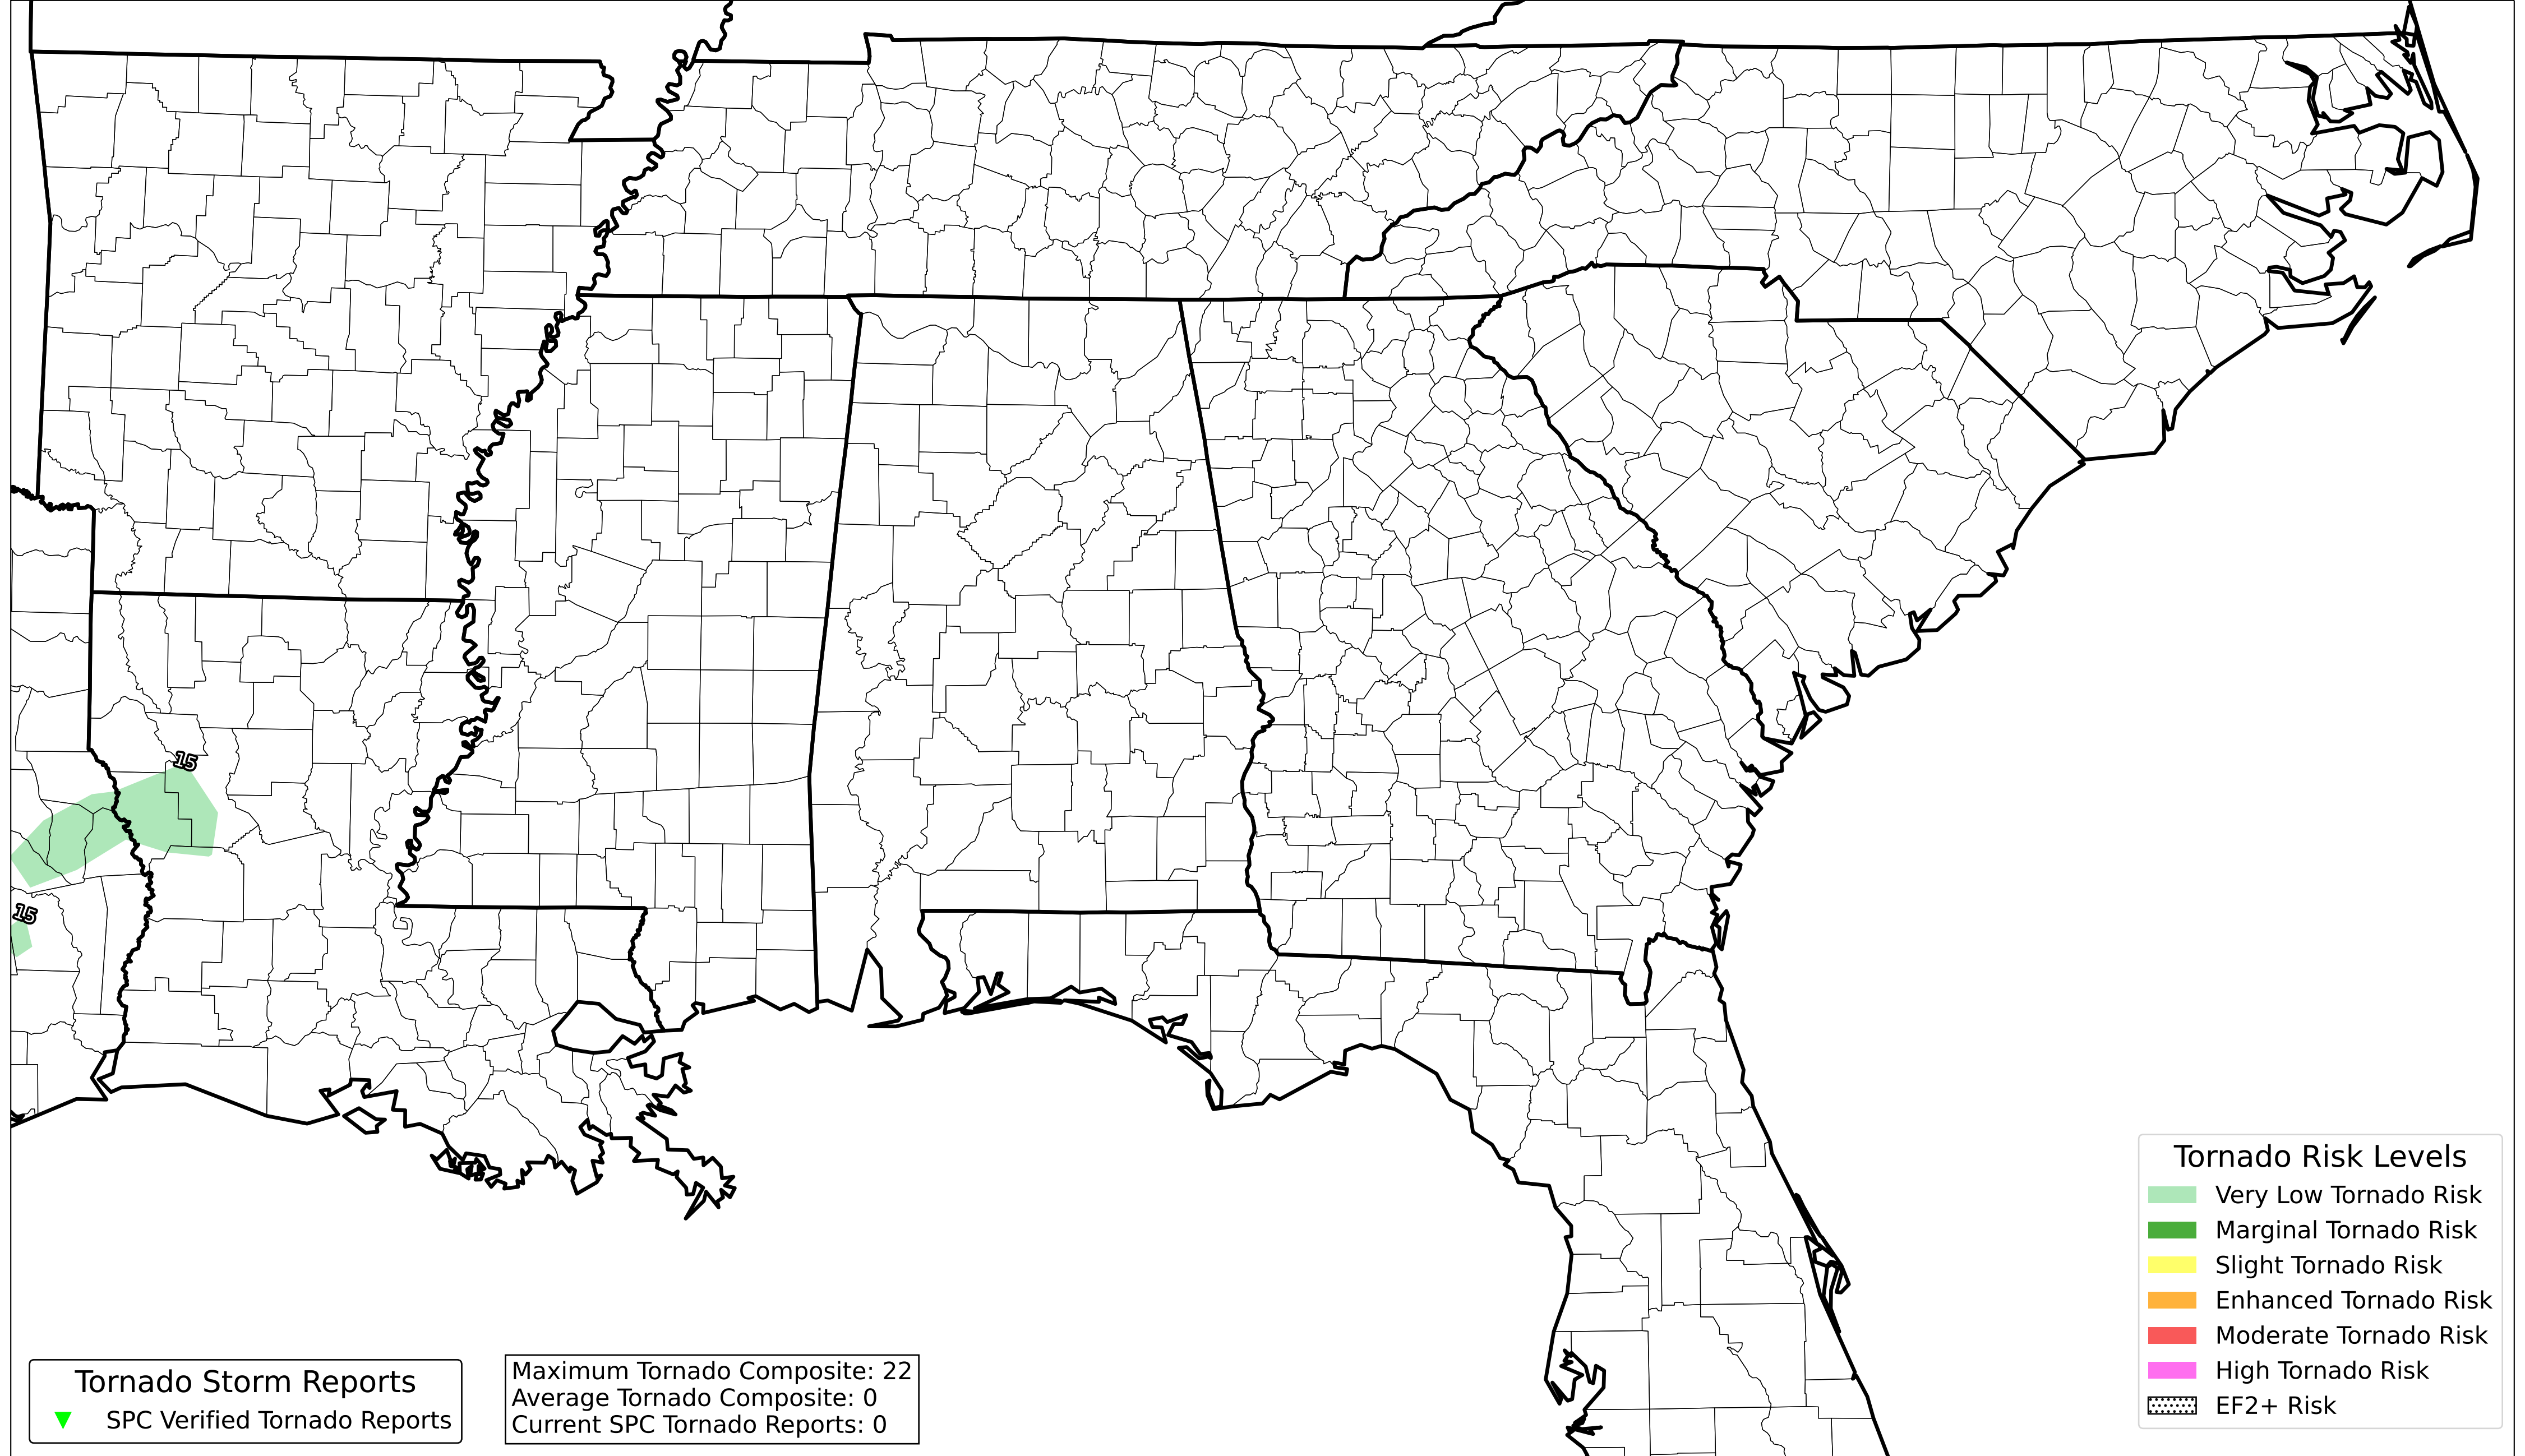 15
15
Tornado Storm Reports
SPC Verified Tornado Reports
Maximum Tornado Composite: 22
Average Tornado Composite: 0
Current SPC Tornado Reports: 0
Tornado Risk Levels
Very Low Tornado Risk
Marginal Tornado Risk
Slight Tornado Risk
Enhanced Tornado Risk
Moderate Tornado Risk
High Tornado Risk
EF2+ Risk